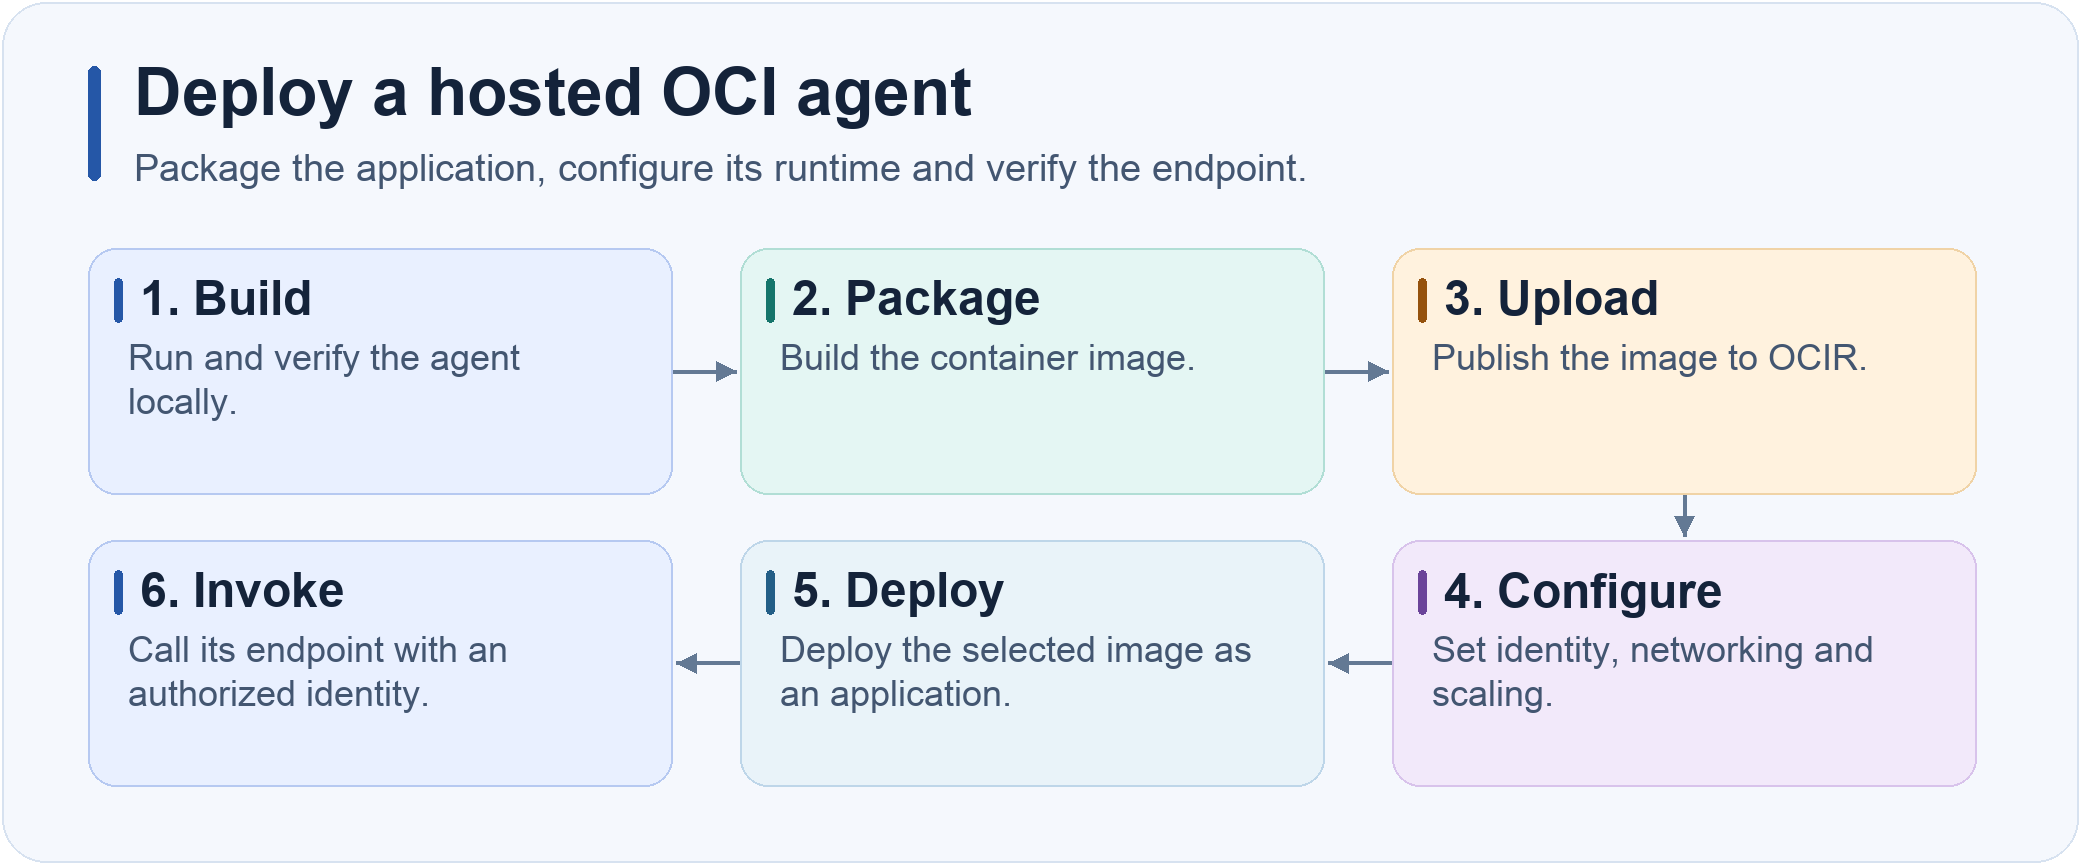 Deploy a hosted OCI agent
Package the application, configure its runtime and verify the endpoint.
1. Build
Run and verify the agent
locally.
2. Package
Build the container image.
3. Upload
Publish the image to OCIR.
4. Configure
Set identity, networking and
scaling.
5. Deploy
Deploy the selected image as
an application.
6. Invoke
Call its endpoint with an
authorized identity.